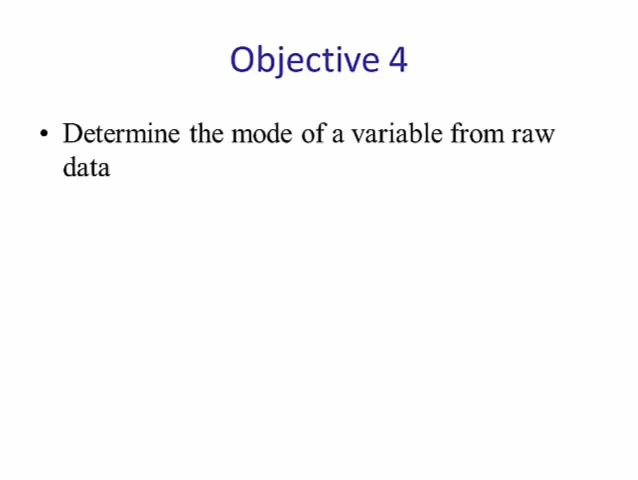 Objective 4
• Determine the mode of a variable from raw
data